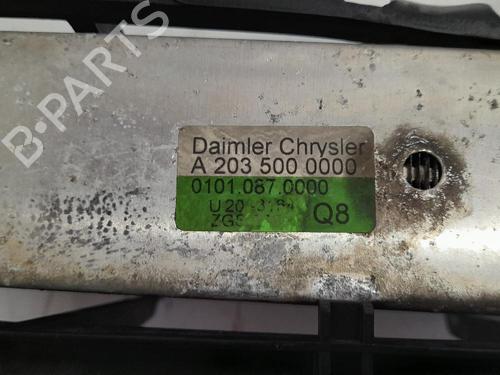 B-PARTS
Daimler Chrysler
A 203 500 0000
0101.087.0000
Q8